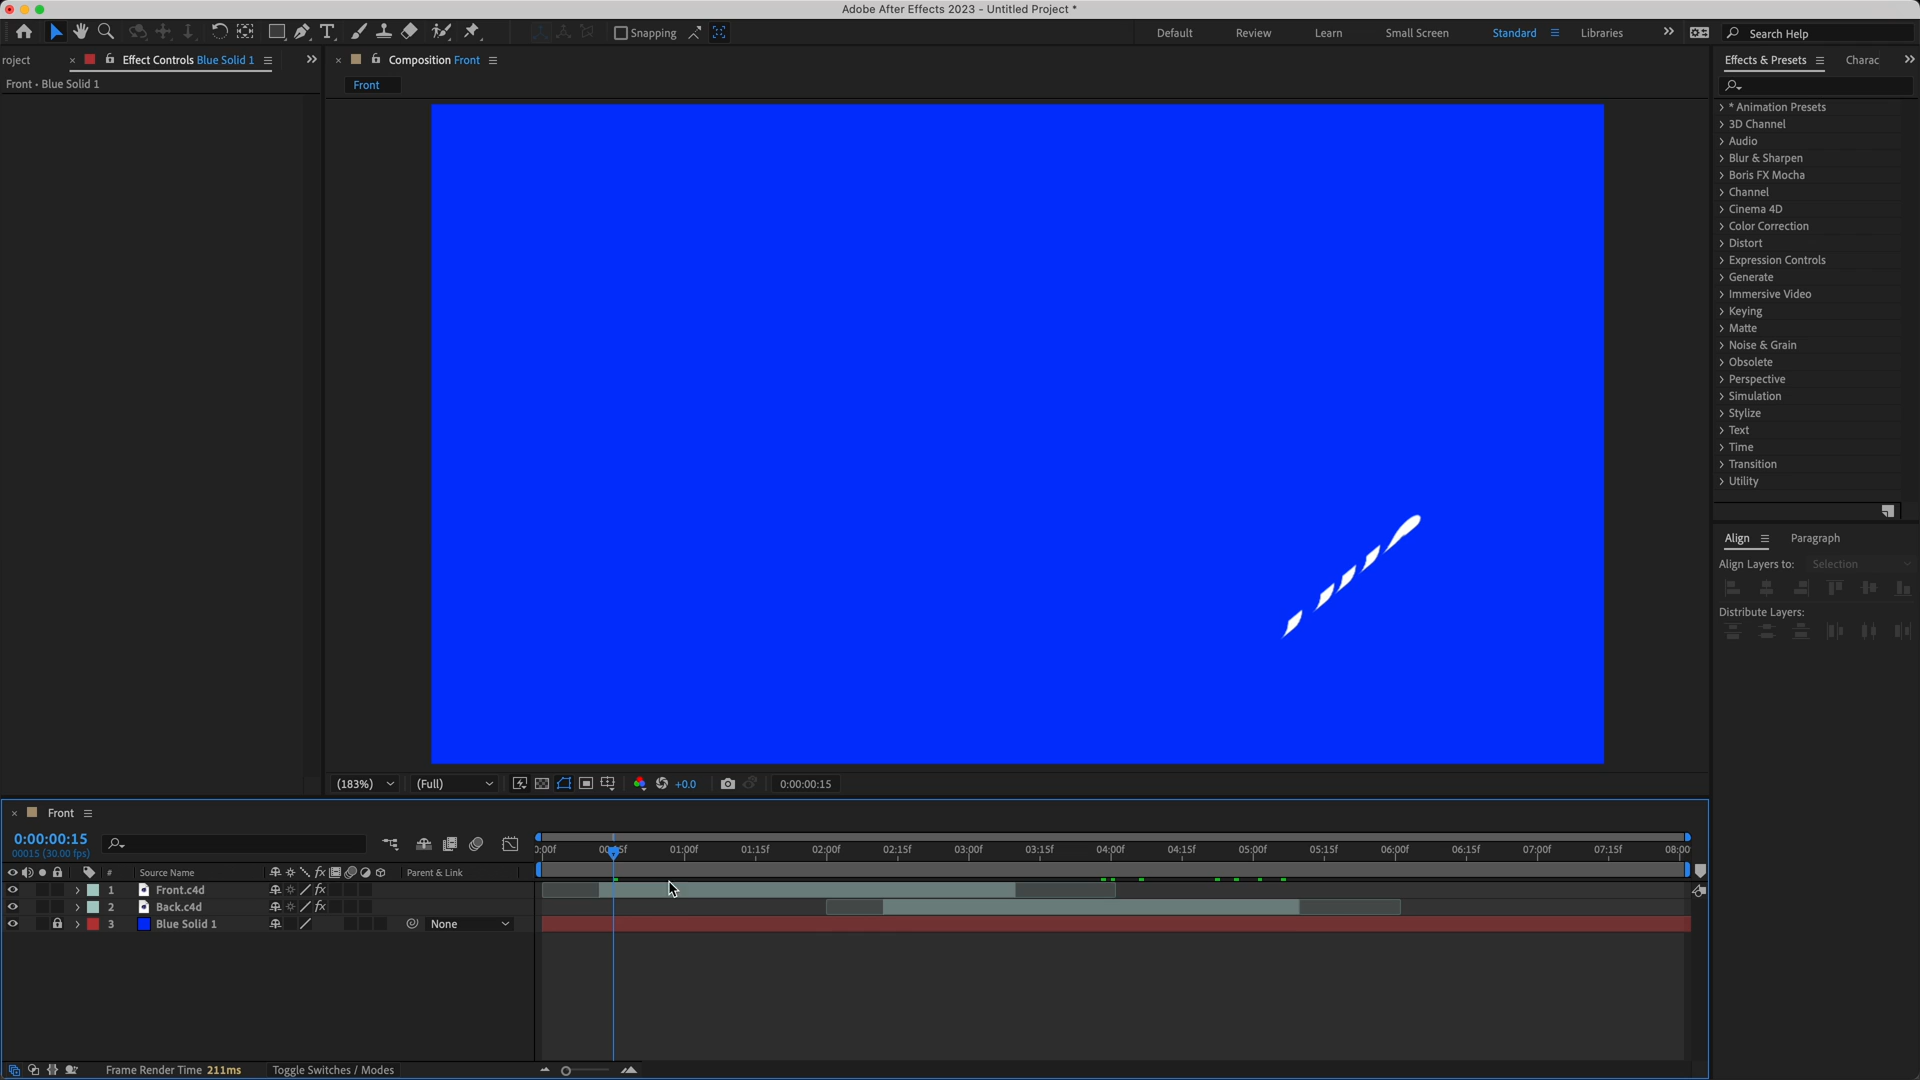 Adobe After Effects 2023 - Untitled Project *
Snapping
Default
Review
Learn
Small Screen
Standard
Libraries
Search Help
roject
Effect Controls Blue Solid 1
Front • Blue Solid 1
Composition Front
Front
Effects & Presets
Charac
* Animation Presets
3D Channel
Audio
Blur & Sharpen
Boris FX Mocha
Channel
Cinema 4D
Color Correction
Distort
Expression Controls
Generate
Immersive Video
Keying
Matte
Noise & Grain
Obsolete
Perspective
Simulation
Stylize
Text
Time
Transition
Utility
Align
Paragraph
Align Layers to:
Selection
Distribute Layers:
(183%)
(Full)
+0.0
0:00:00:15
Front
0:00:00:15
00015 (30.00 fps)
# Source Name
Parent & Link
1 Front.c4d
2 Back.c4d
3 Blue Solid 1
None
01:00f
01:15f
02:00f
02:15f
03:00f
03:15f
04:00f
04:15f
05:00f
05:15f
06:00f
06:15f
07:00f
07:15f
08:00
Frame Render Time 211ms
Toggle Switches / Modes